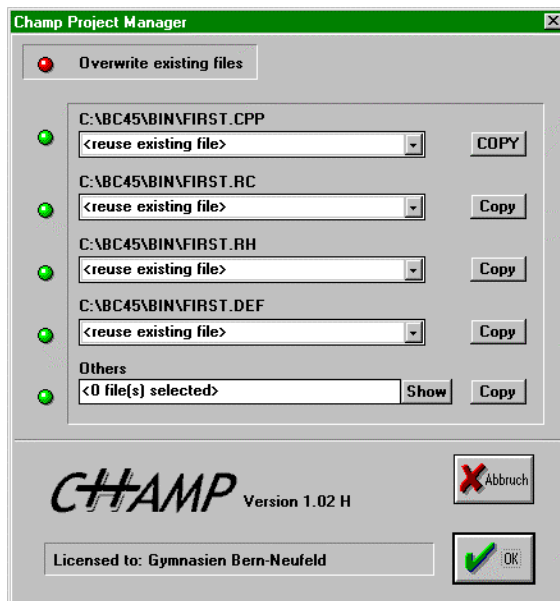 Champ Project Manager
Overwrite existing files
C:\BC45\BIN\FIRST.CPP
<reuse existing file>
COPY
C:\BC45\BIN\FIRST.RC
<reuse existing file>
Copy
C:\BC45\BIN\FIRST.RH
<reuse existing file>
Copy
C:\BC45\BIN\FIRST.DEF
<reuse existing file>
Copy
Others
<0 file(s) selected>
Show
Copy
CHAMP Version 1.02 H
Abbruch
Licensed to: Gymnasien Bern-Neufeld
OK